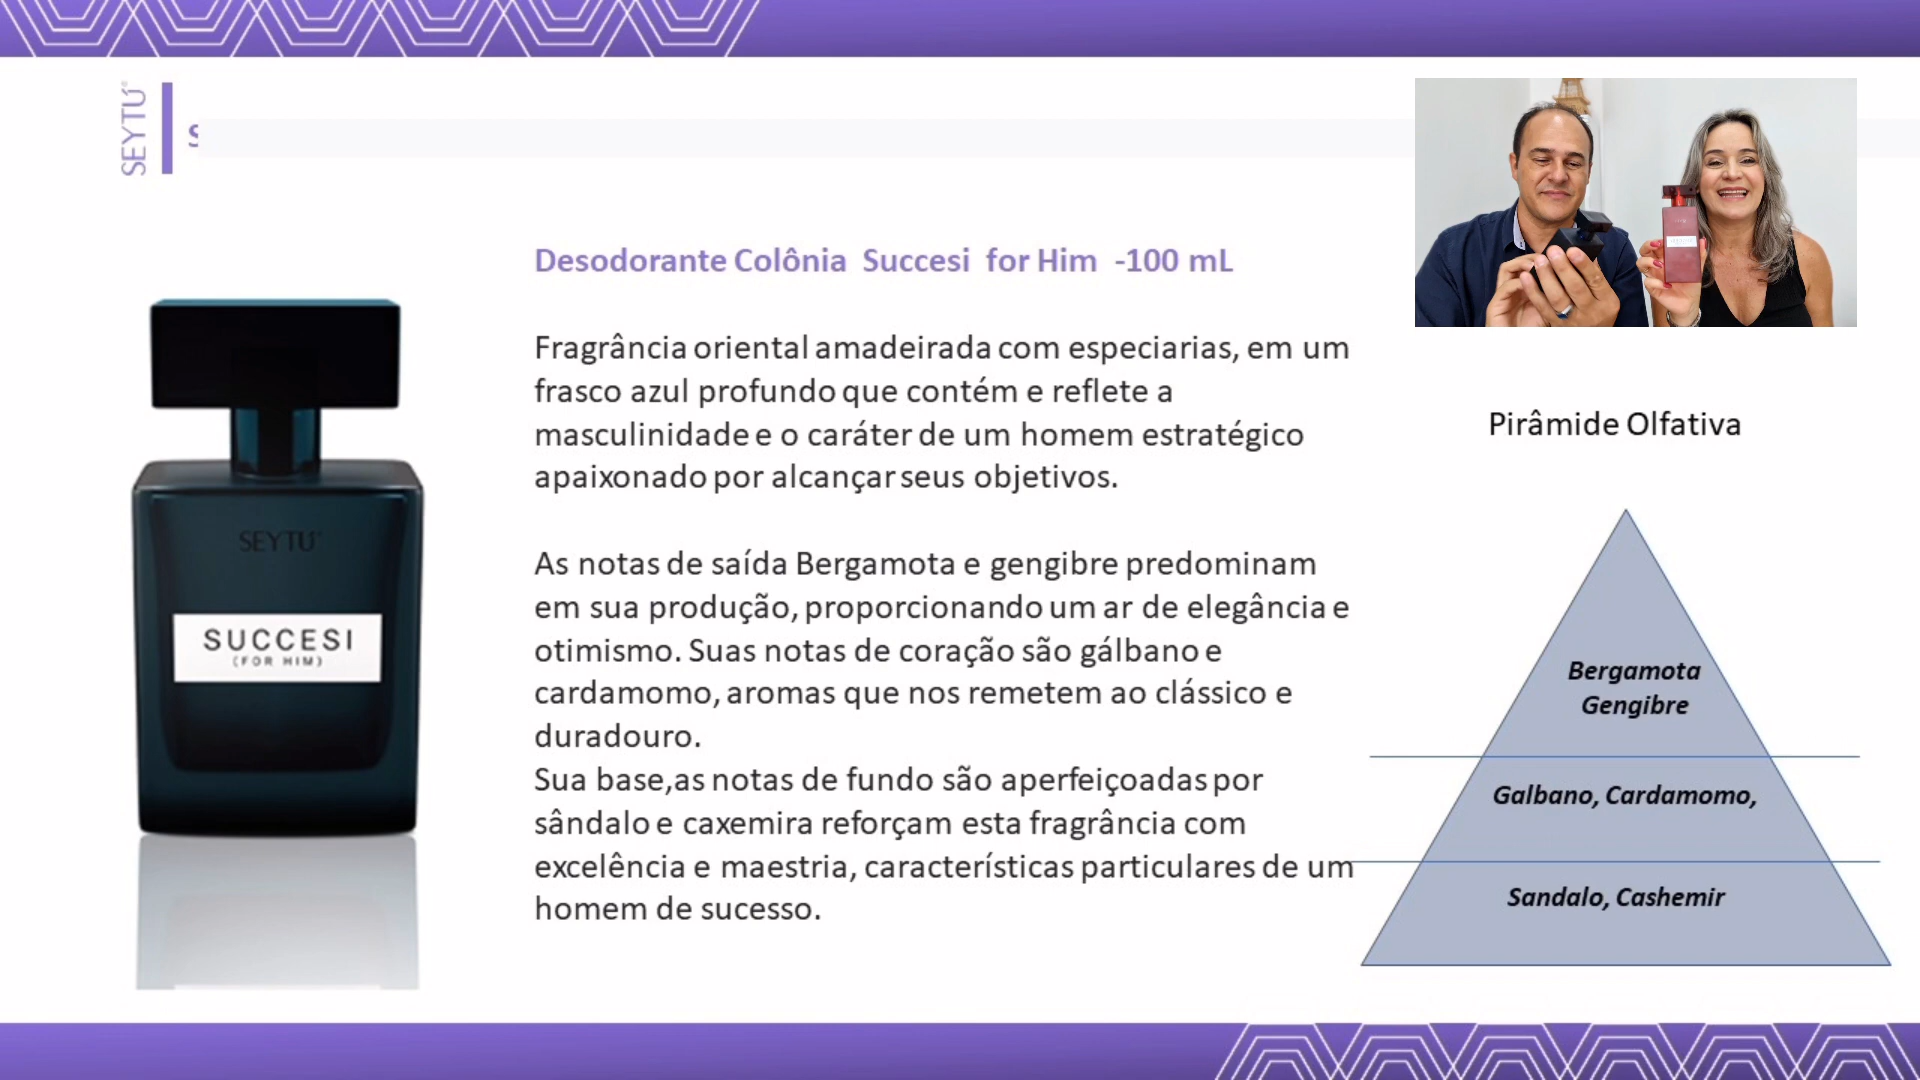 SEYTÚ
S
Desodorante Colônia Succesi for Him -100 mL
Fragrância oriental amadeirada com especiarias, em um
frasco azul profundo que contém e reflete a
masculinidade e o caráter de um homem estratégico
apaixonado por alcançar seus objetivos.
As notas de saída Bergamota e gengibre predominam
em sua produção, proporcionando um ar de elegância e
otimismo. Suas notas de coração são gálbano e
cardamomo, aromas que nos remetem ao clássico e
duradouro.
Sua base,as notas de fundo são aperfeiçoadas por
sândalo e caxemira reforçam esta fragrância com
excelência e maestria, características particulares de um
homem de sucesso.
SEYTÚ
SUCCESI
(FOR HIM)
Pirâmide Olfativa
Bergamota
Gengibre
Galbano, Cardamomo,
Sandalo, Cashemir